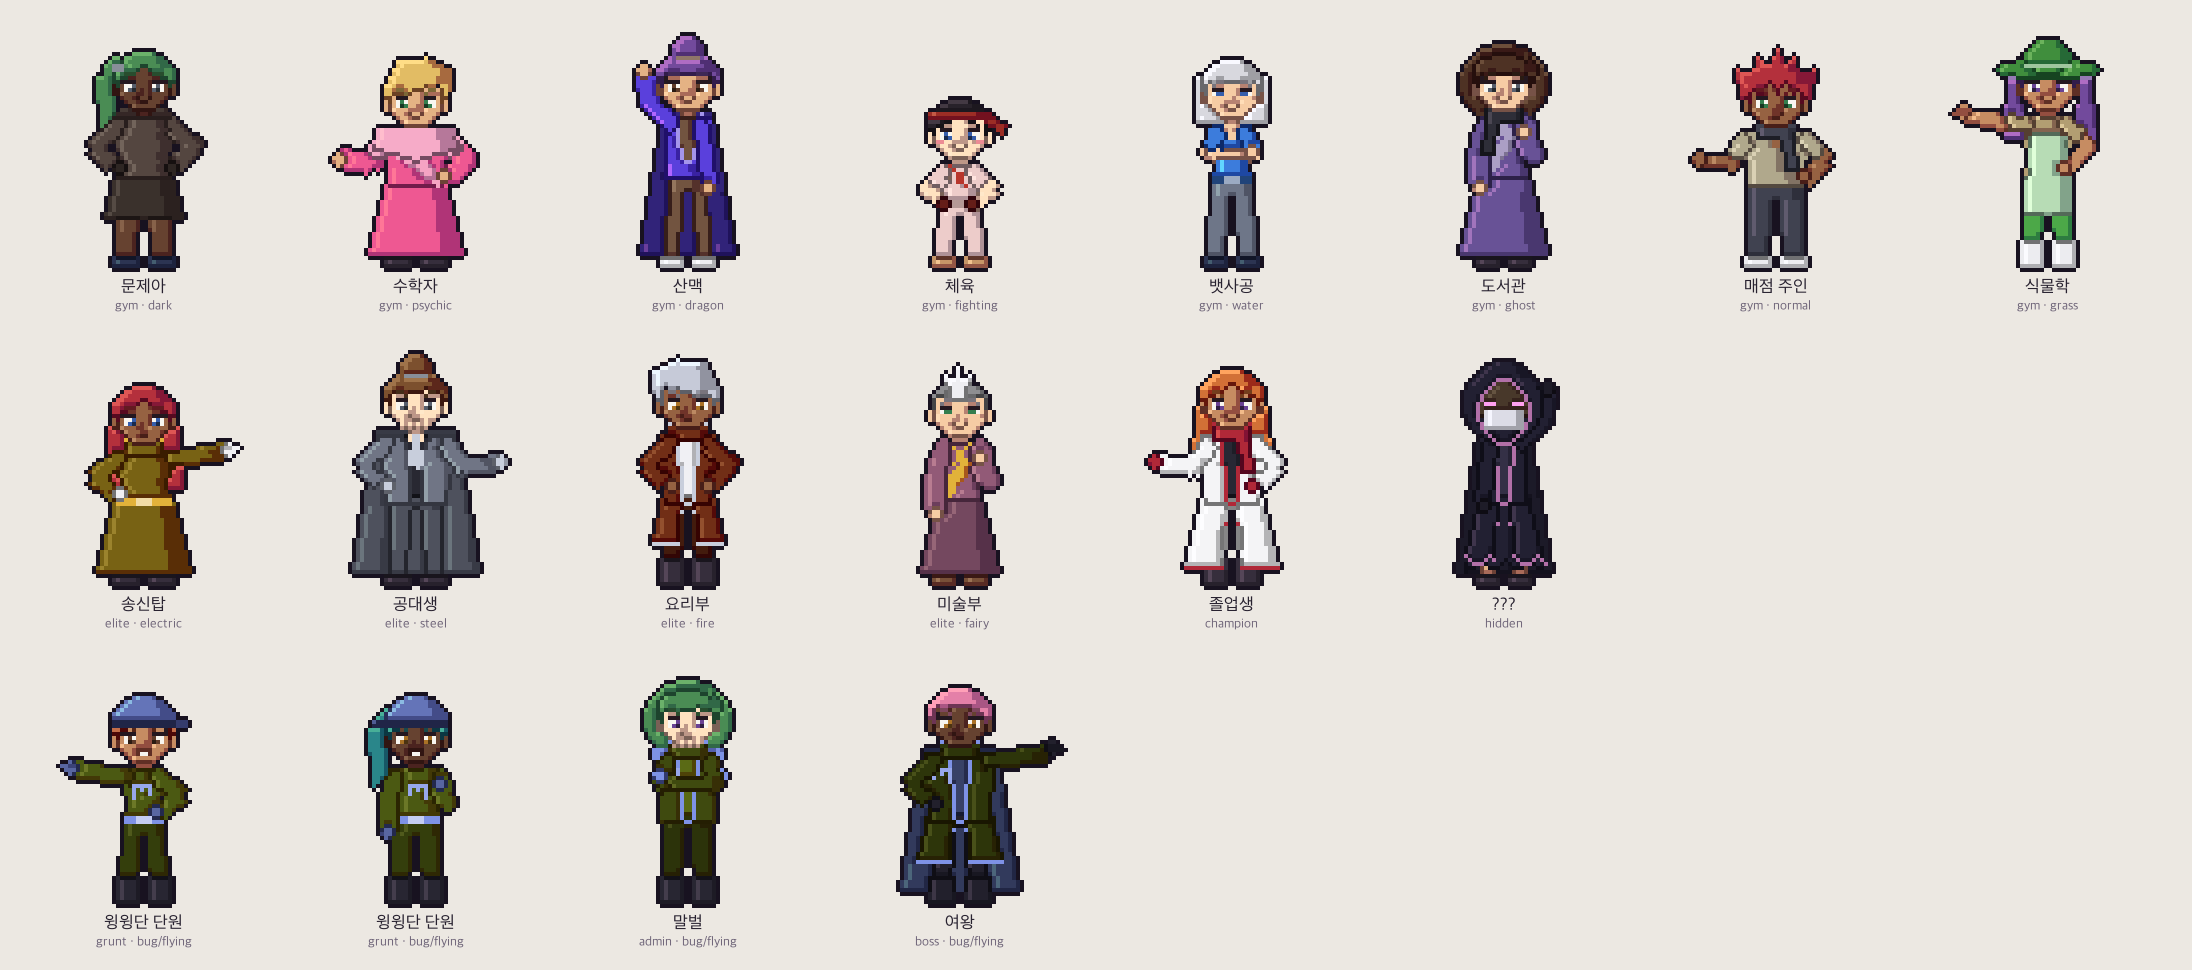 문제아 수학자 산맥 체육 뱃사공 도서관 매점 주인 식물학
gym · dark gym · psychic gym · dragon gym · fighting gym · water gym · ghost gym · normal gym · grass
송신탑 공대생 요리부 미술부 졸업생 ???
elite · electric elite · steel elite · fire elite · fairy champion hidden
m m
윙윙단 단원 윙윙단 단원 말벌 여왕
grunt · bug/flying grunt · bug/flying admin · bug/flying boss · bug/flying